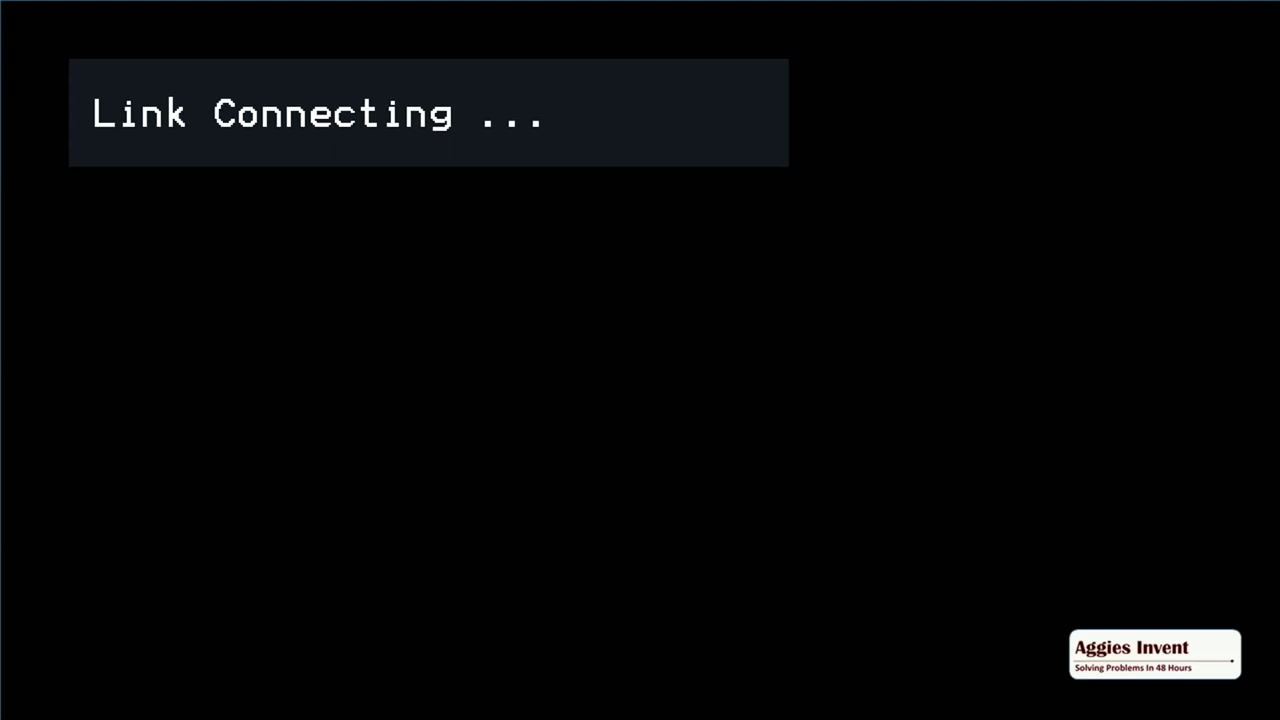 Link Connecting ...
Aggies Invent
Solving Problems In 48 Hours